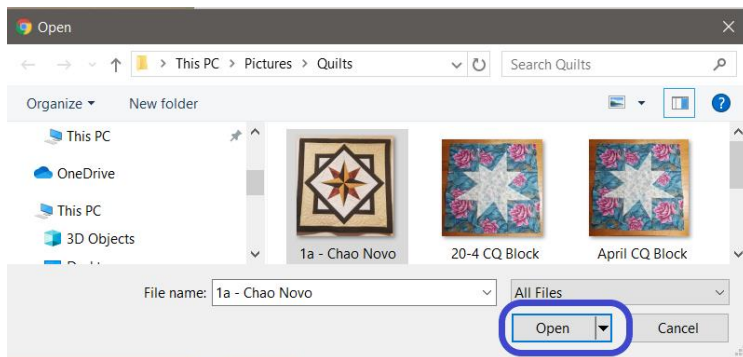 Open
This PC > Pictures > Quilts
Search Quilts
Organize
New folder
This PC
OneDrive
This PC
3D Objects
1a - Chao Novo
20-4 CQ Block
April CQ Block
File name: 1a - Chao Novo
All Files
Open
Cancel